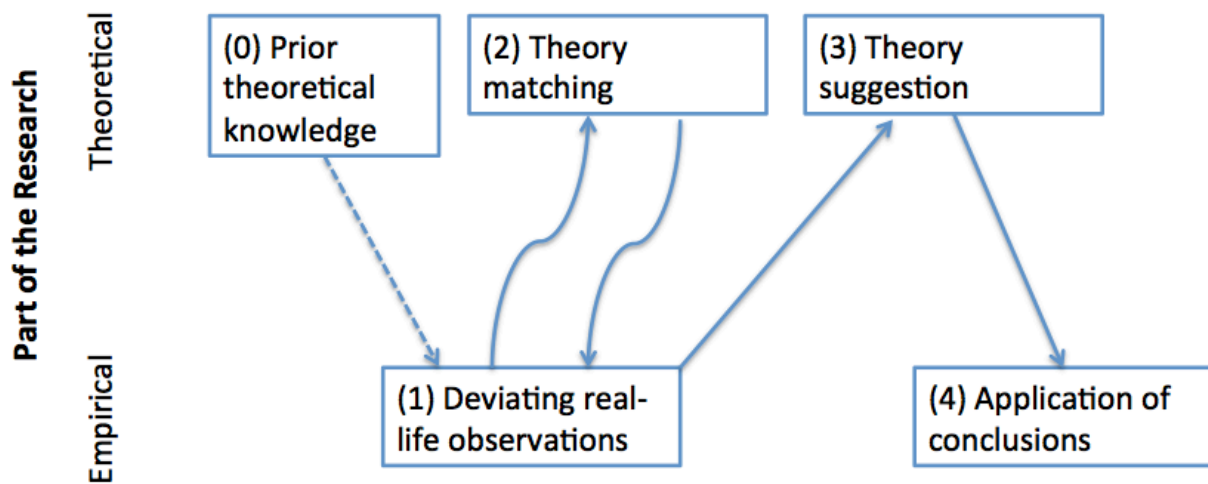 Part of the Research
Theoretical
Empirical
(0) Prior
theoretical
knowledge
(2) Theory
matching
(3) Theory
suggestion
(1) Deviating real-
life observations
(4) Application of
conclusions